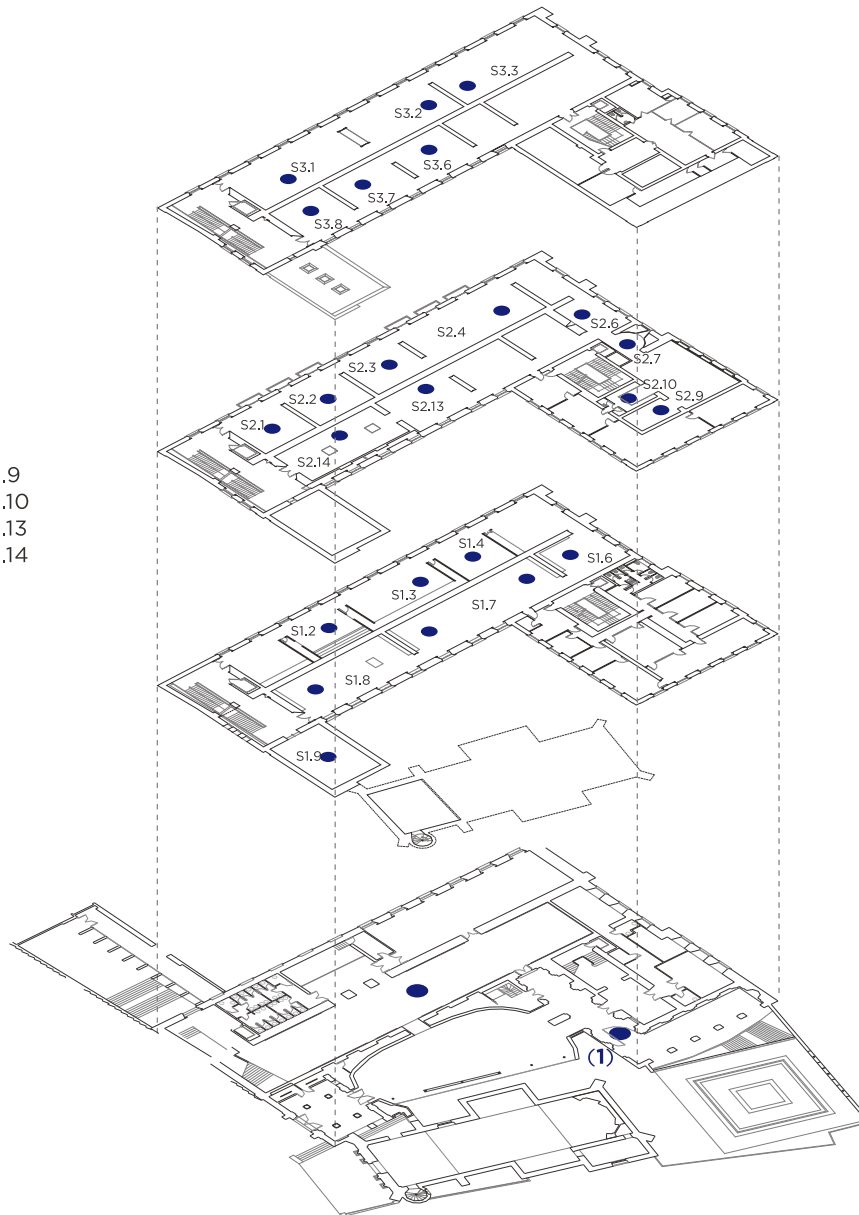 S3.3
S3.2
S3.6
S3.1
S3.7
S3.8
S2.6
S2.4
S2.7
S2.3
S2.10
S2.2
S2.13
S2.9
S2.1
S2.14
.9
.10
.13
.14
S1.4
S1.6
S1.3
S1.7
S1.2
S1.8
S1.9
(1)